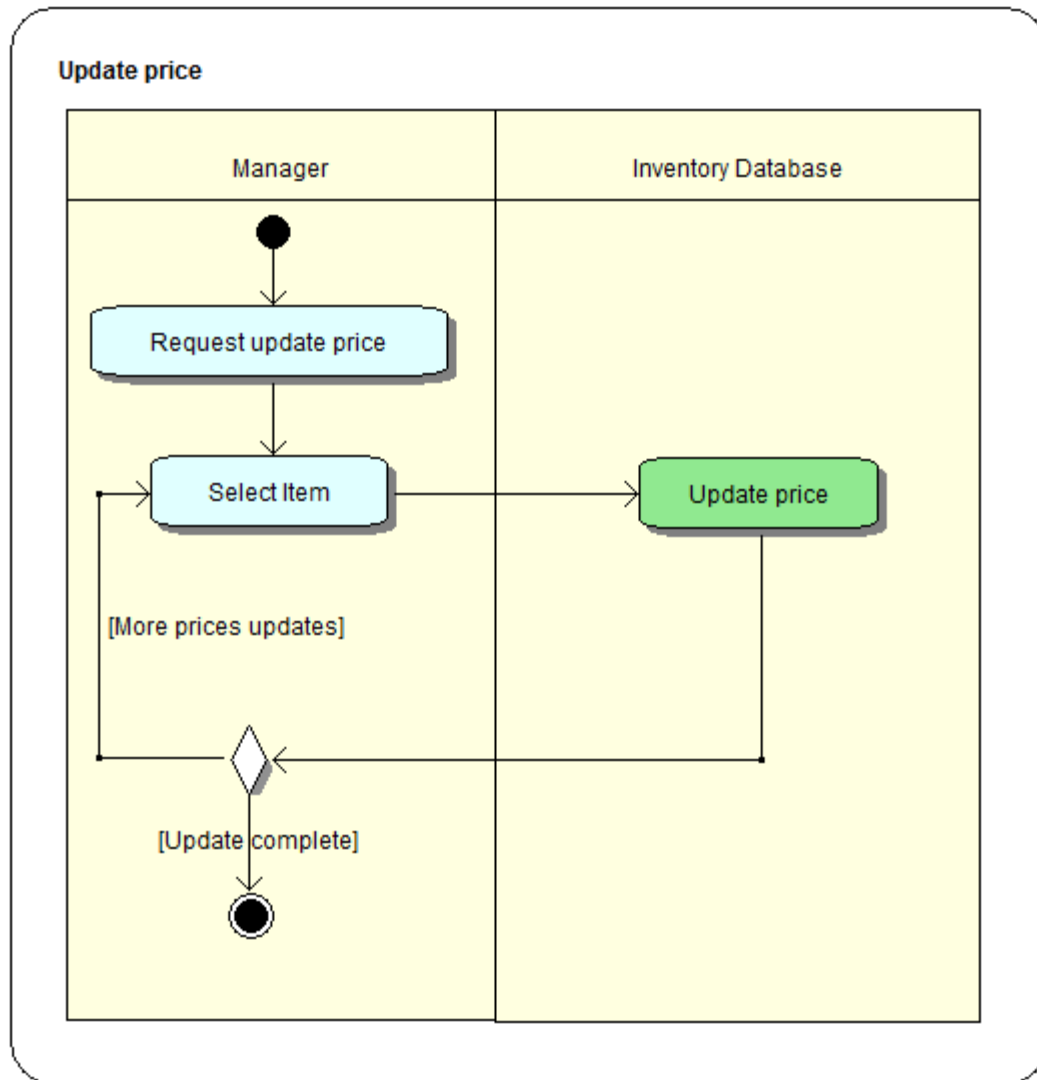 Update price
Manager
Inventory Database
Request update price
Select Item
Update price
[More prices updates]
[Update complete]